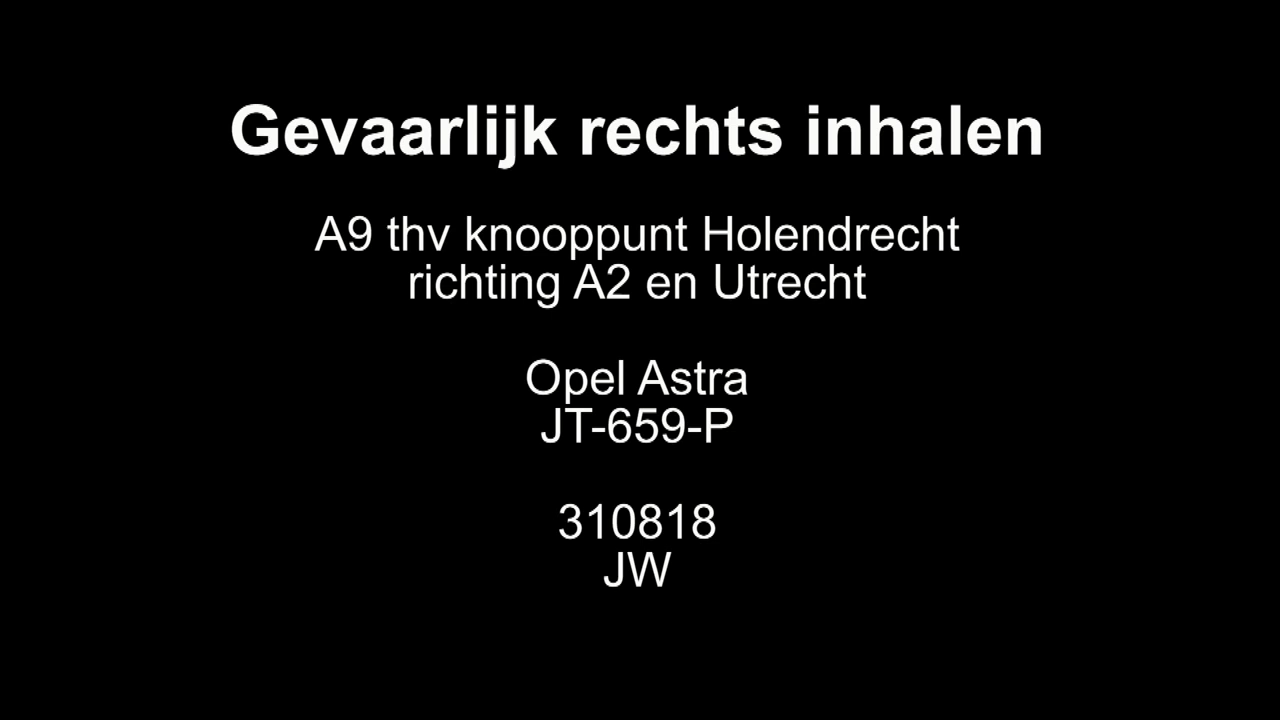 Gevaarlijk rechts inhalen
A9 thv knooppunt Holendrecht
richting A2 en Utrecht
Opel Astra
JT-659-P
310818
JW